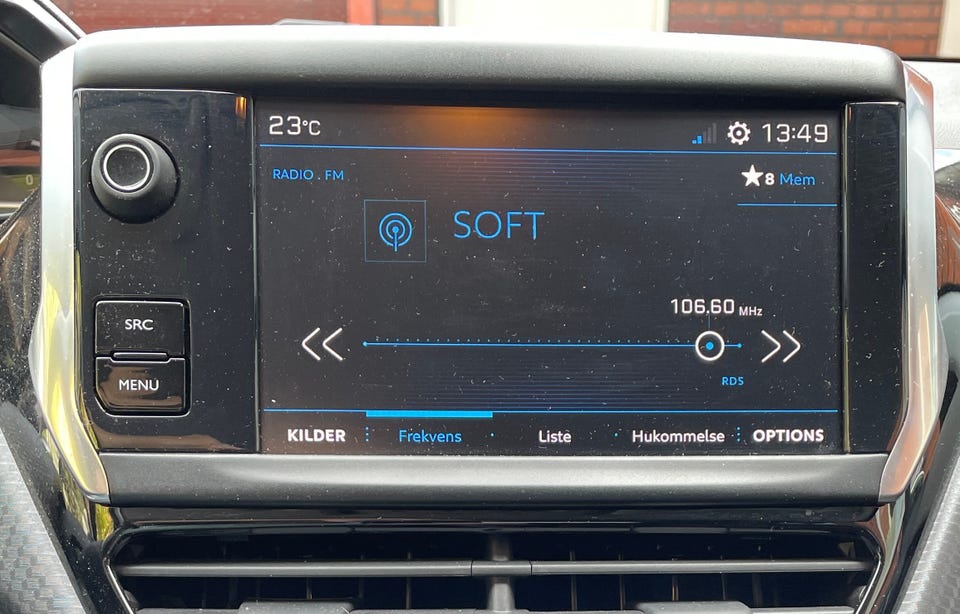 23°C 13:49
RADIO . FM ★8 Mem
SOFT
106.60 MHz
SRC
MENU
RDS
KILDER Frekvens Liste Hukommelse OPTIONS
0